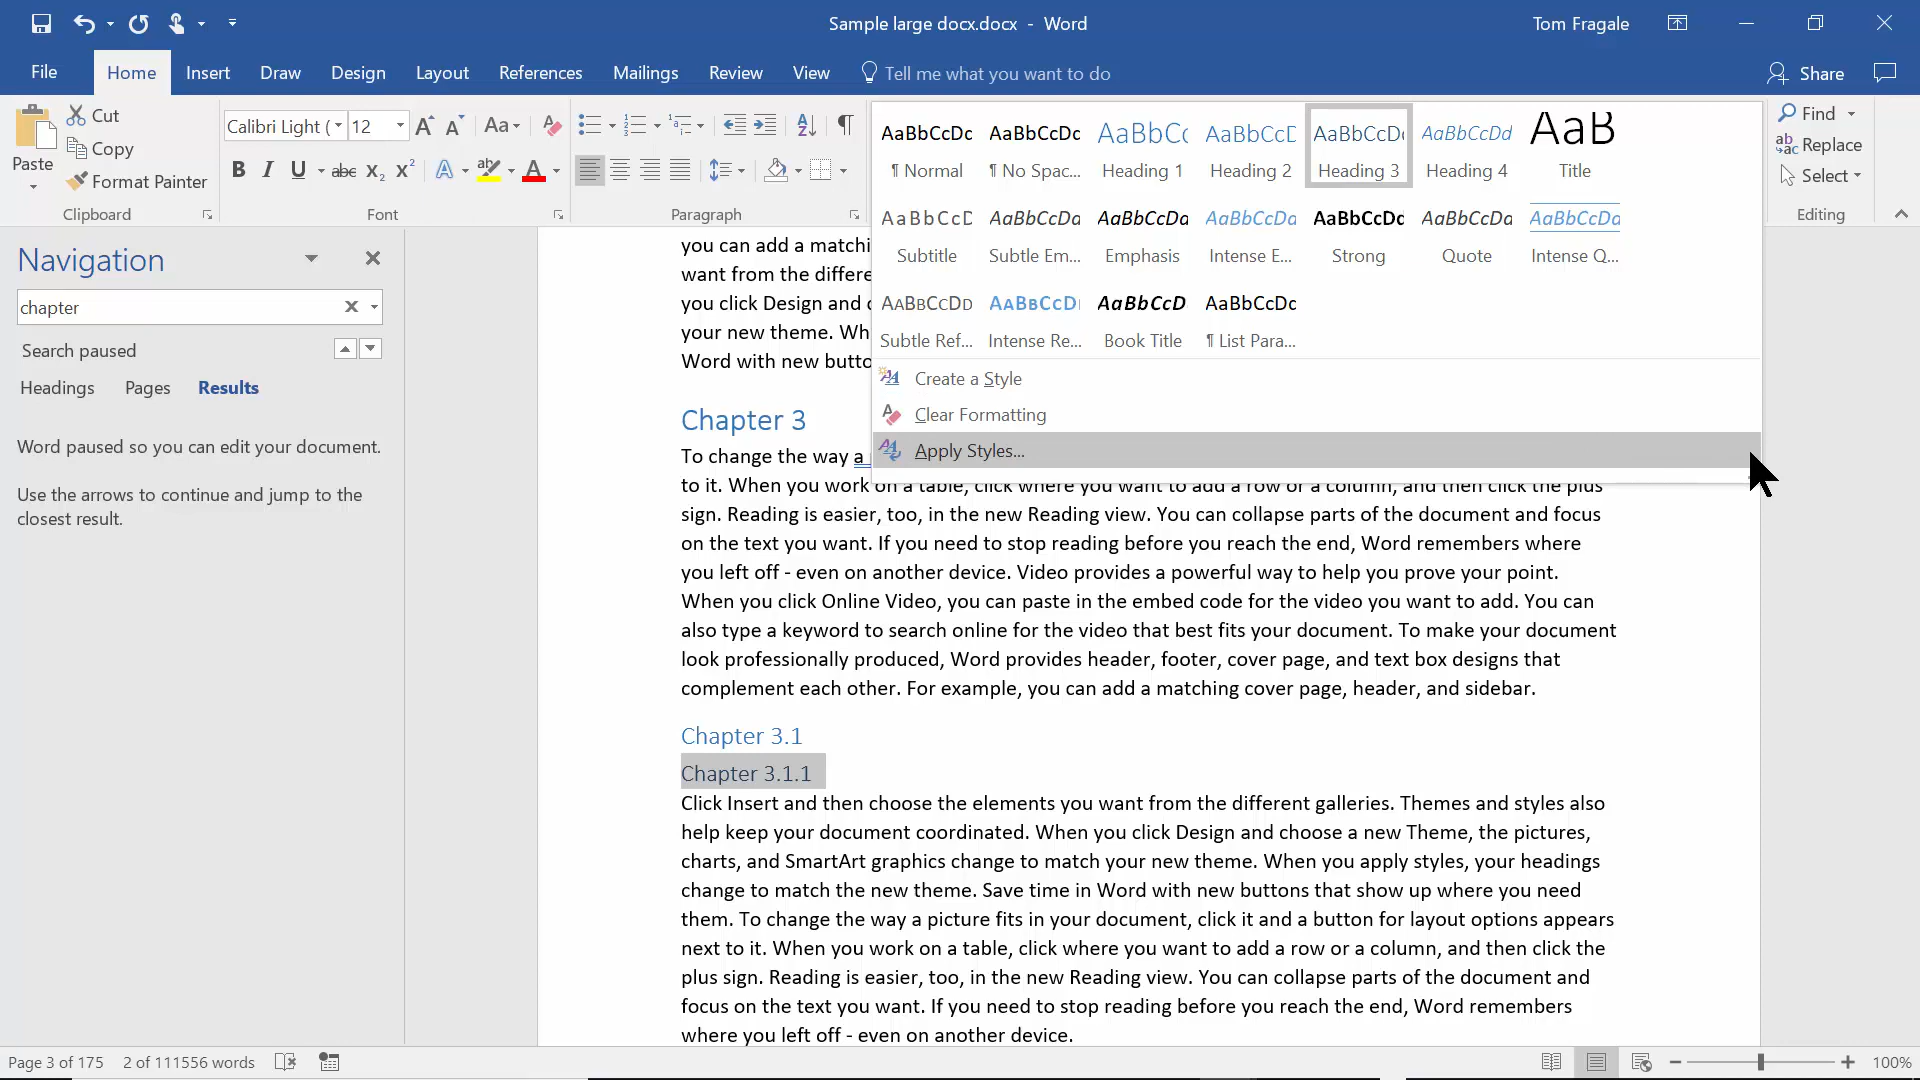 Sample large docx.docx - Word
Tom Fragale
File
Home
Insert
Draw
Design
Layout
References
Mailings
Review
View
Tell me what you want to do
Share
Paste
Cut
Copy
Format Painter
Clipboard
Calibri Light (
12
Aa
B I U abc x₂ x²
A
A
Font
Paragraph
AaBbCcDc
¶ Normal
AaBbCcDc
¶ No Spac...
AaBbCc
Heading 1
AaBbCcD
Heading 2
AaBbCcD
Heading 3
AaBbCcDd
Heading 4
AaB
Title
AaBbCcD
Subtitle
AaBbCcDd
Subtle Em...
AaBbCcDd
Emphasis
AaBbCcDd
Intense E...
AaBbCcDc
Strong
AaBbCcDd
Quote
AaBbCcDd
Intense Q...
AABBCCDD
Subtle Ref...
AABBCCD
Intense Re...
AaBbCcD
Book Title
AaBbCcDc
¶ List Para...
Create a Style
Clear Formatting
Apply Styles...
Find
Replace
Select
Editing
Navigation
chapter
Search paused
Headings
Pages
Results
Word paused so you can edit your document.
Use the arrows to continue and jump to the
closest result.
you can add a matchi
want from the differe
you click Design and
your new theme. Wh
Word with new butto
Chapter 3
To change the way a
to it. When you work on a table, click where you want to add a row or a column, and then click the plus
sign. Reading is easier, too, in the new Reading view. You can collapse parts of the document and focus
on the text you want. If you need to stop reading before you reach the end, Word remembers where
you left off - even on another device. Video provides a powerful way to help you prove your point.
When you click Online Video, you can paste in the embed code for the video you want to add. You can
also type a keyword to search online for the video that best fits your document. To make your document
look professionally produced, Word provides header, footer, cover page, and text box designs that
complement each other. For example, you can add a matching cover page, header, and sidebar.
Chapter 3.1
Chapter 3.1.1
Click Insert and then choose the elements you want from the different galleries. Themes and styles also
help keep your document coordinated. When you click Design and choose a new Theme, the pictures,
charts, and SmartArt graphics change to match your new theme. When you apply styles, your headings
change to match the new theme. Save time in Word with new buttons that show up where you need
them. To change the way a picture fits in your document, click it and a button for layout options appears
next to it. When you work on a table, click where you want to add a row or a column, and then click the
plus sign. Reading is easier, too, in the new Reading view. You can collapse parts of the document and
focus on the text you want. If you need to stop reading before you reach the end, Word remembers
where you left off - even on another device.
Page 3 of 175
2 of 111556 words
100%